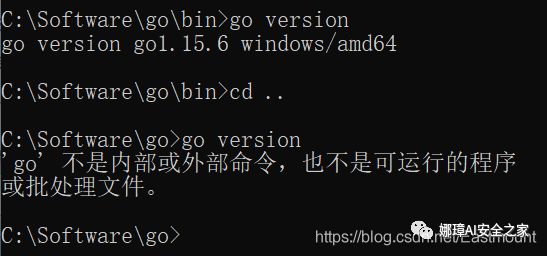 C:\Software\go\bin>go version
go version go1.15.6 windows/amd64
C:\Software\go\bin>cd ..
C:\Software\go>go version
'go' 不是内部或外部命令，也不是可运行的程序
或批处理文件。
C:\Software\go>
娜璋AI安全之家
https://blog.csdn.net/Eastmount